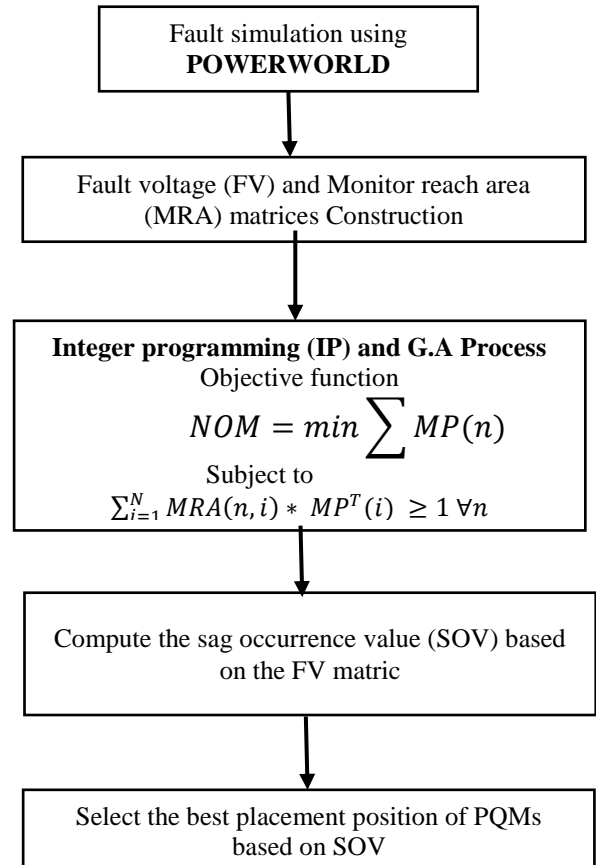 Fault simulation using
POWERWORLD
Fault voltage (FV) and Monitor reach area
(MRA) matrices Construction
Integer programming (IP) and G.A Process
Objective function
NOM = min ∑ MP(n)
Subject to
∑_{i=1}^{N} MRA(n, i) * MP^T(i) ≥ 1 ∀n
Compute the sag occurrence value (SOV) based
on the FV matric
Select the best placement position of PQMs
based on SOV